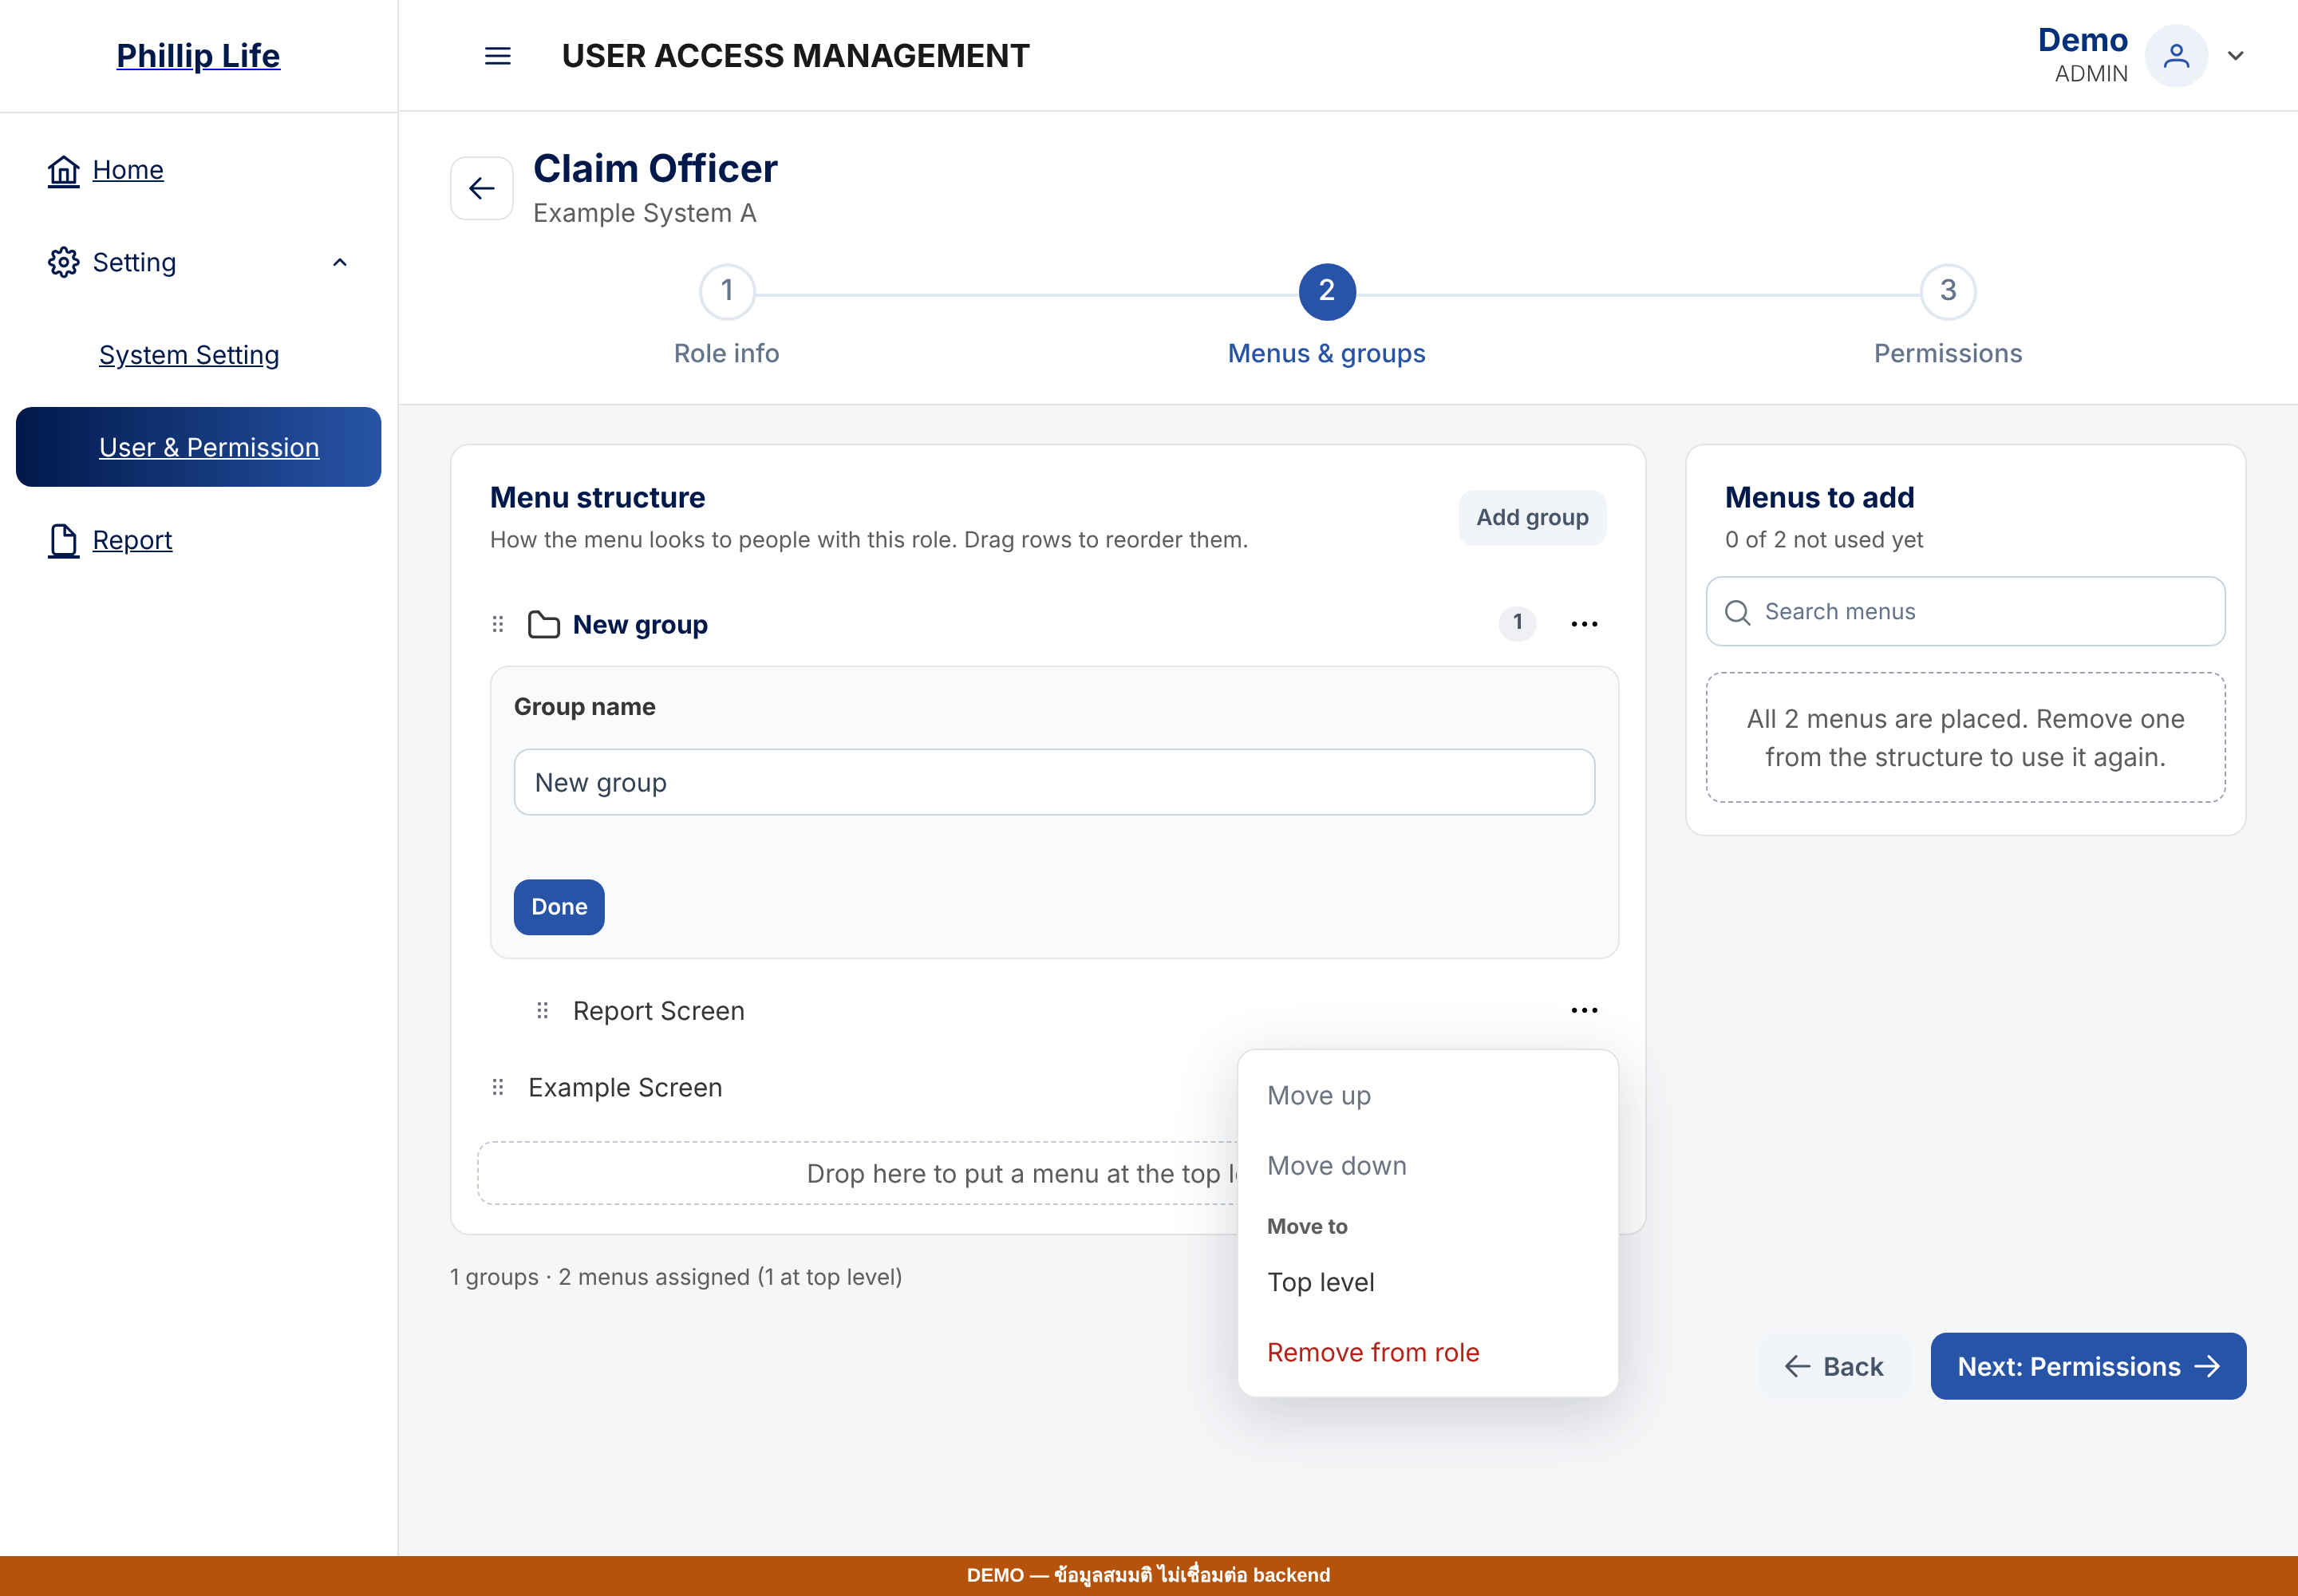 Phillip Life
USER ACCESS MANAGEMENT
Demo
ADMIN
Home
Setting
System Setting
User & Permission
Report
Claim Officer
Example System A
1
2
3
Role info
Menus & groups
Permissions
Menu structure
How the menu looks to people with this role. Drag rows to reorder them.
Add group
New group
1
Group name
New group
Done
Report Screen
Example Screen
Drop here to put a menu at the top
1 groups · 2 menus assigned (1 at top level)
Move up
Move down
Move to
Top level
Remove from role
Menus to add
0 of 2 not used yet
Search menus
All 2 menus are placed. Remove one
from the structure to use it again.
Back
Next: Permissions
DEMO — ข้อมูลสมมติ ไม่เชื่อมต่อ backend